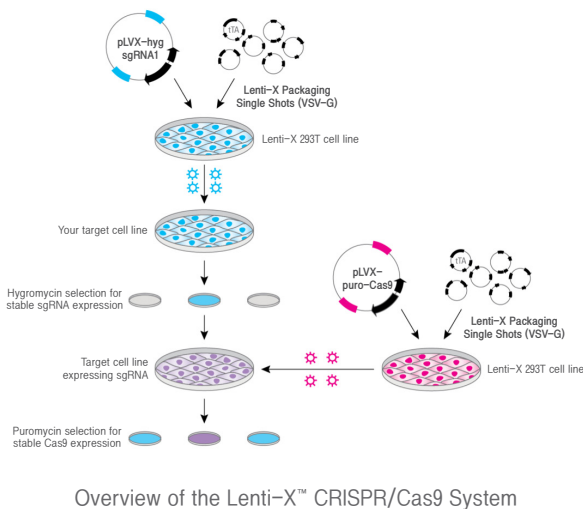 pLVX-hyg
sgRNA1
tTA
Lenti-X Packaging
Single Shots (VSV-G)
Lenti-X 293T cell line
Your target cell line
pLVX-
puro-Cas9
tTA
Hygromycin selection for
stable sgRNA expression
Lenti-X Packaging
Single Shots (VSV-G)
Target cell line
expressing sgRNA
Lenti-X 293T cell line
Puromycin selection for
stable Cas9 expression
Overview of the Lenti-X™ CRISPR/Cas9 System